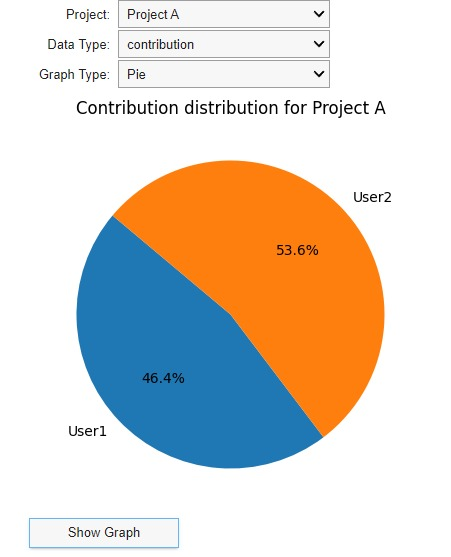 Project: Project A
Data Type: contribution
Graph Type: Pie
Contribution distribution for Project A
User2
53.6%
46.4%
User1
Show Graph